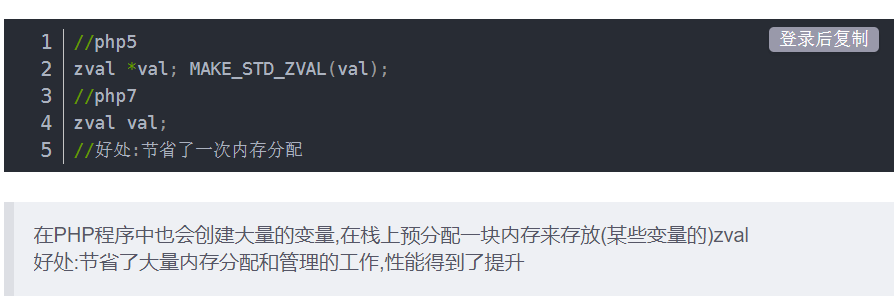 登录后复制
1 //php5
2 zval *val; MAKE_STD_ZVAL(val);
3 //php7
4 zval val;
5 //好处:节省了一次内存分配
在PHP程序中也会创建大量的变量,在栈上预分配一块内存来存放(某些变量的)zval
好处:节省了大量内存分配和管理的工作,性能得到了提升